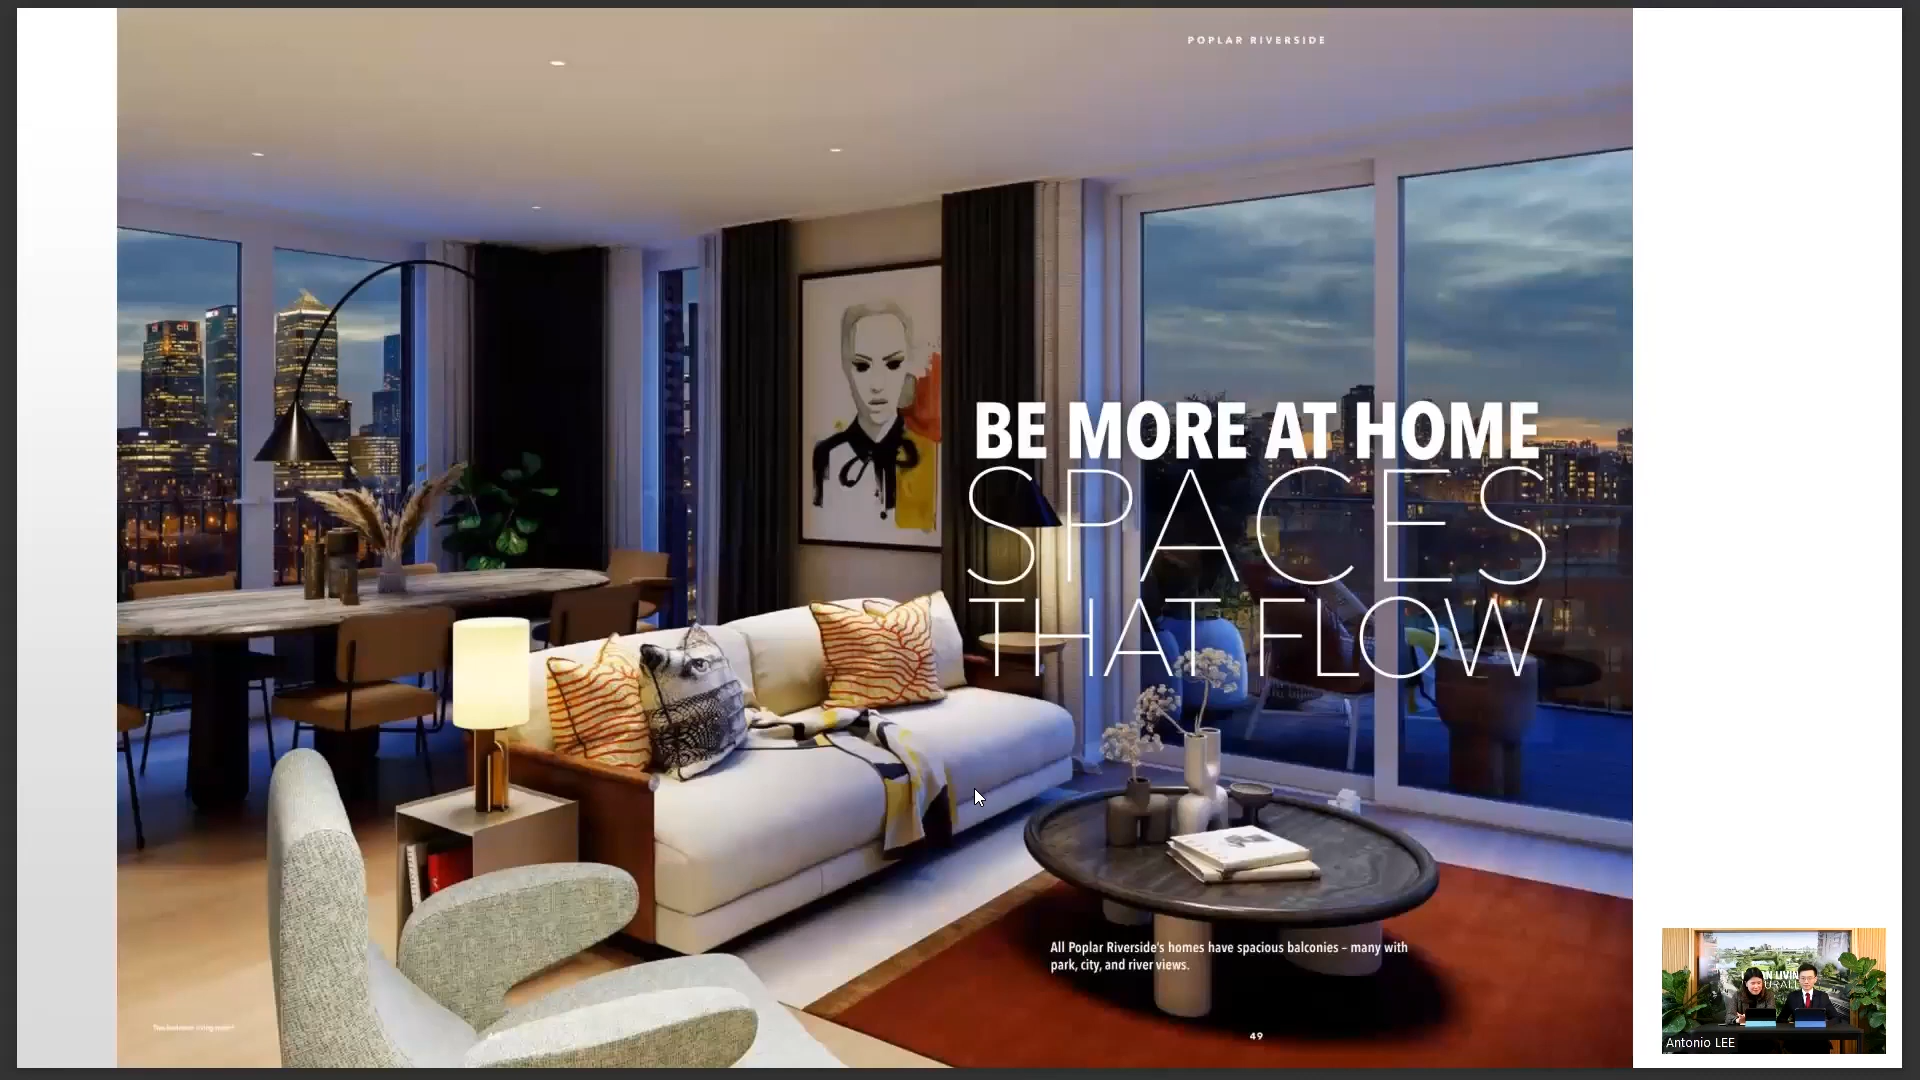 POPLAR RIVERSIDE
citi
BE MORE AT HOME
SPACES
THAT FLOW
All Poplar Riverside's homes have spacious balconies – many with
park, city, and river views.
49
Antonio LEE